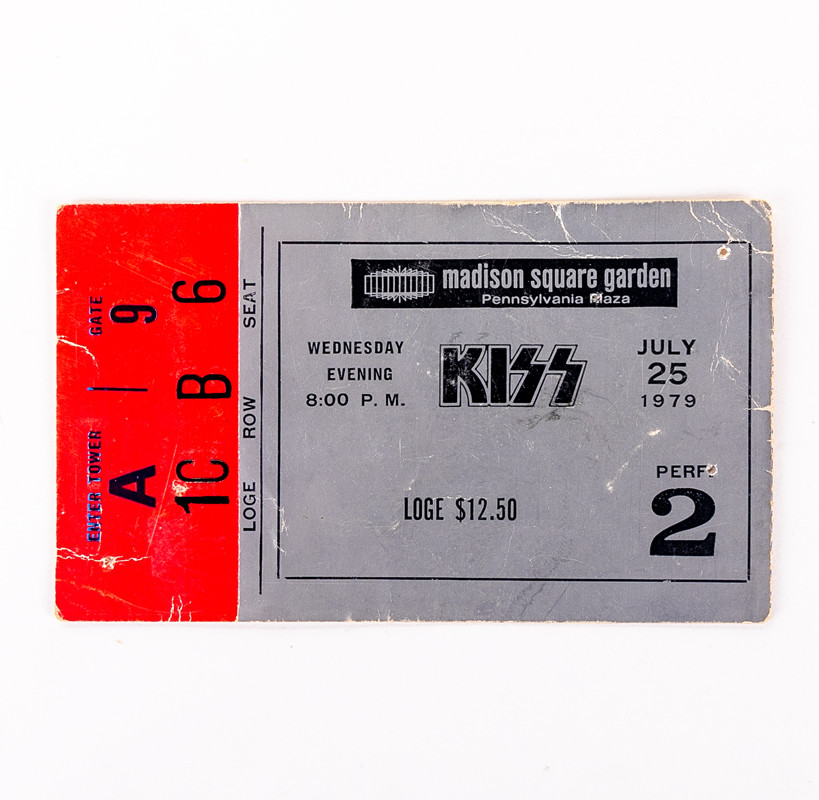 ENTER TOWER GATE
A 9
1C B 6
LOGE ROW SEAT
madison square garden
Pennsylvania Plaza
WEDNESDAY
EVENING
8:00 P. M.
KISS
JULY
25
1979
LOGE $12.50
PERF.
2